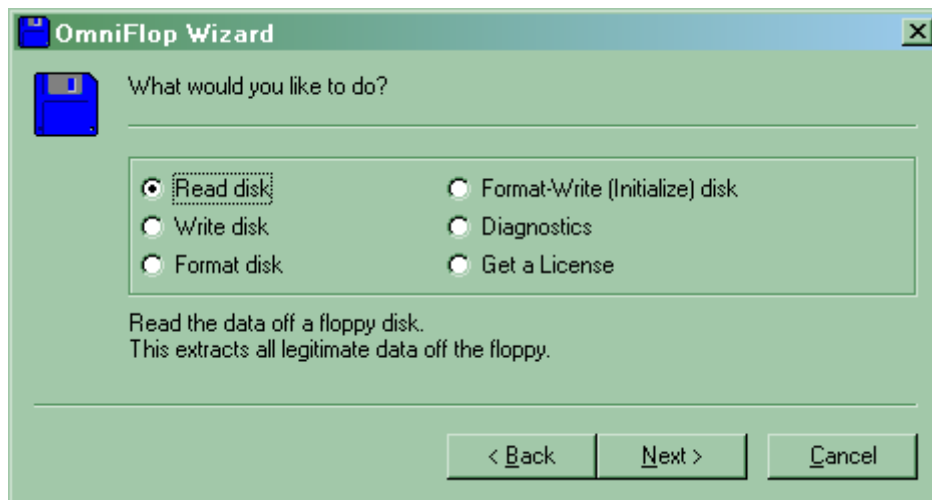 OmniFlop Wizard
What would you like to do?
Read disk
Write disk
Format disk
Format-Write (Initialize) disk
Diagnostics
Get a License
Read the data off a floppy disk.
This extracts all legitimate data off the floppy.
< Back
Next >
Cancel